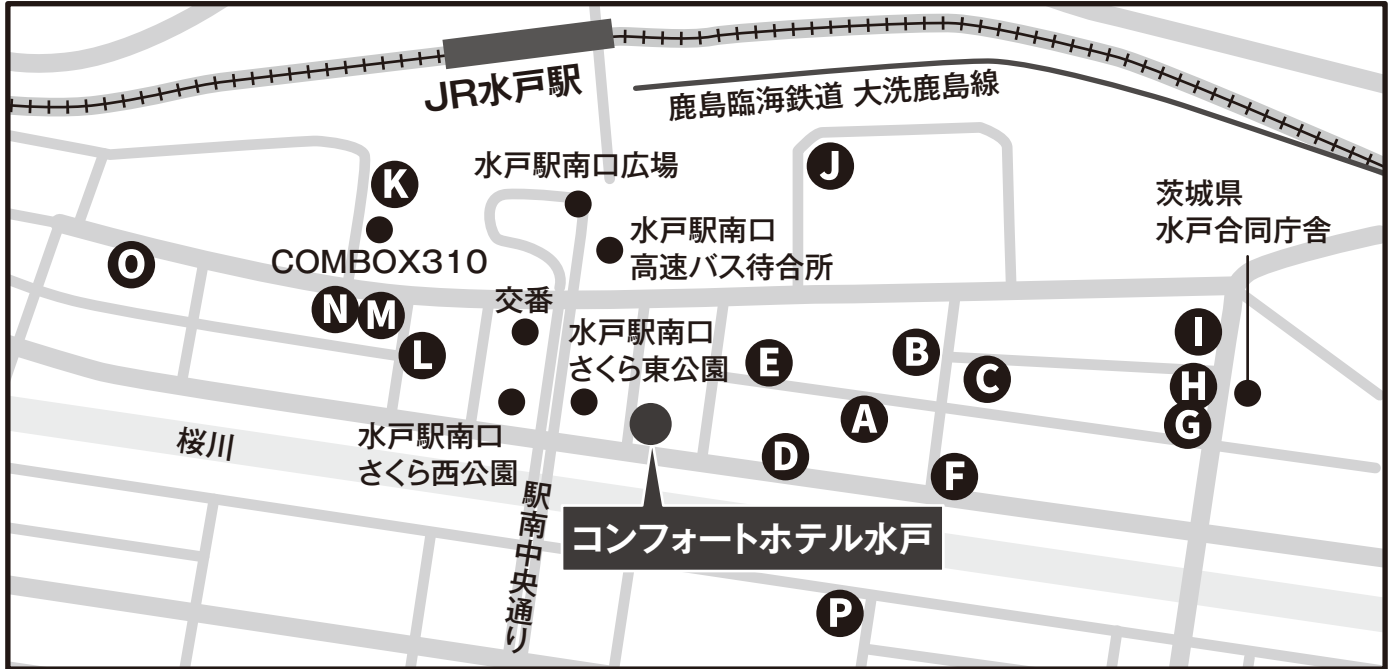 JR水戸駅
鹿島臨海鉄道 大洗鹿島線
水戸駅南口広場
J
K
茨城県
水戸合同庁舎
水戸駅南口
高速バス待合所
O
COMBOX310
交番
N
M
L
水戸駅南口
さくら東公園
E
B
C
I
H
G
A
D
F
桜川
水戸駅南口
さくら西公園
駅南中央通り
コンフォートホテル水戸
P